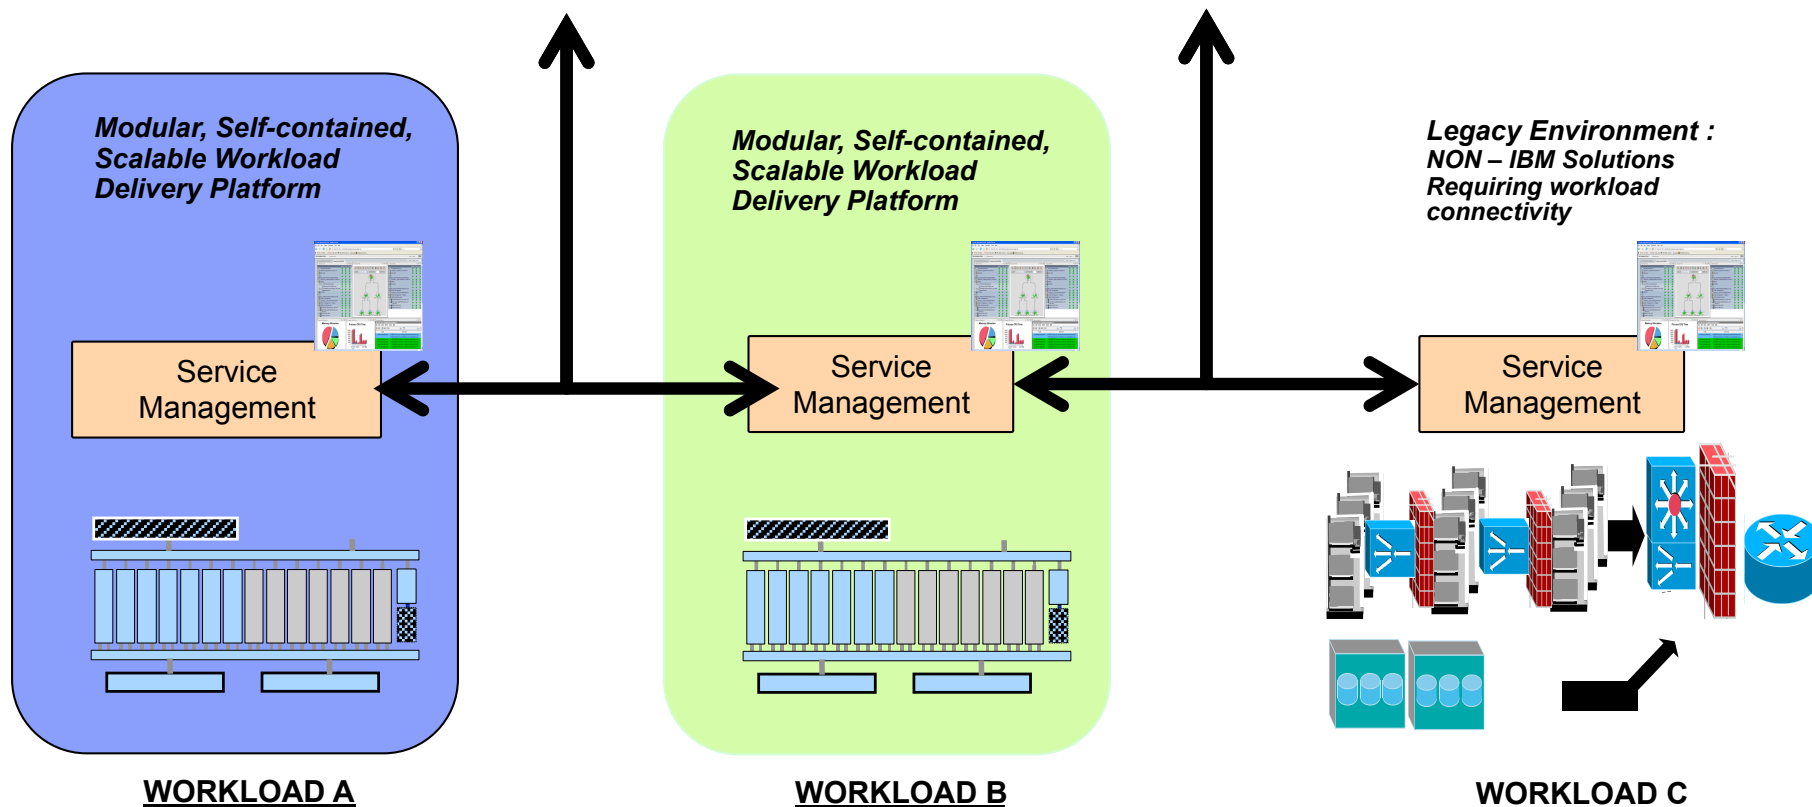 Modular, Self-contained,
Scalable Workload
Delivery Platform
Service
Management
WORKLOAD A
Modular, Self-contained,
Scalable Workload
Delivery Platform
Service
Management
WORKLOAD B
Legacy Environment :
NON – IBM Solutions
Requiring workload
connectivity
Service
Management
WORKLOAD C